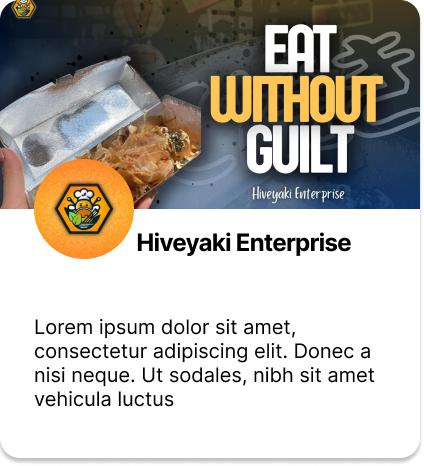 EAT
WITHOUT
GUILT
Hiveyaki Enterprise
Hiveyaki Enterprise
Lorem ipsum dolor sit amet,
consectetur adipiscing elit. Donec a
nisi neque. Ut sodales, nibh sit amet
vehicula luctus